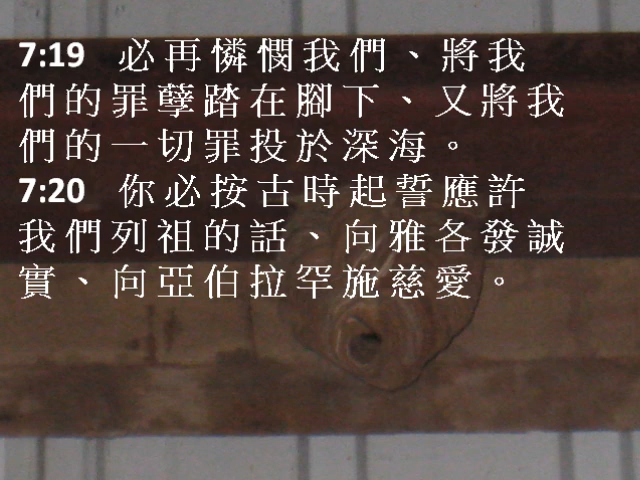 7:19 必再憐憫我們、將我
們的罪孽踏在腳下、又將我
們的一切罪投於深海。
7:20 你必按古時起誓應許
我們列祖的話、向雅各發誠
實、向亞伯拉罕施慈愛。